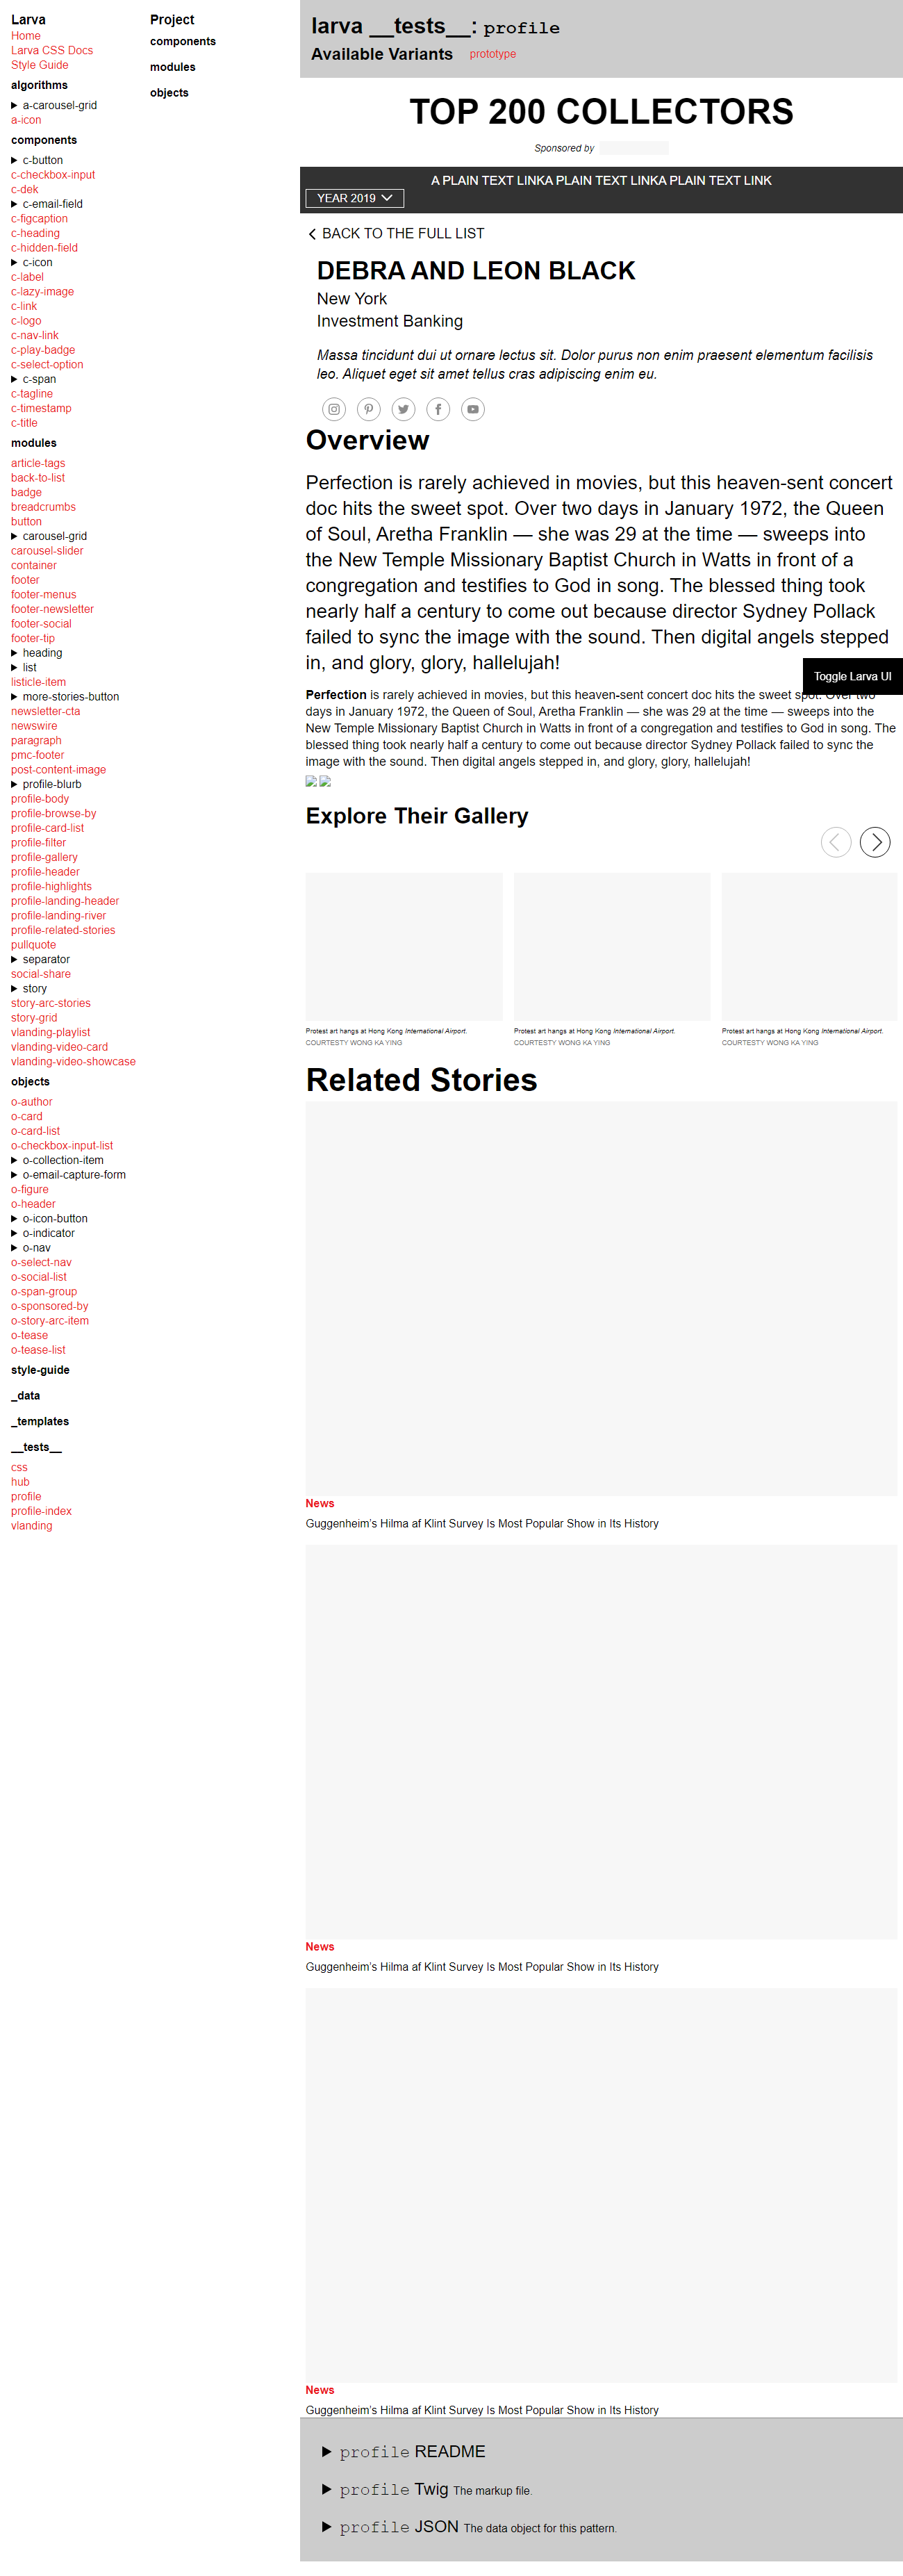 Larva
Home
Larva CSS Docs
Style Guide
algorithms
a-carousel-grid
a-icon
components
c-button
c-checkbox-input
c-dek
c-email-field
c-figcaption
c-heading
c-hidden-field
c-icon
c-label
c-lazy-image
c-link
c-logo
c-nav-link
c-play-badge
c-select-option
c-span
c-tagline
c-timestamp
c-title
modules
article-tags
back-to-list
badge
breadcrumbs
button
carousel-grid
carousel-slider
container
footer
footer-menus
footer-newsletter
footer-social
footer-tip
heading
list
listicle-item
more-stories-button
newsletter-cta
newswire
paragraph
pmc-footer
post-content-image
profile-blurb
profile-body
profile-browse-by
profile-card-list
profile-filter
profile-gallery
profile-header
profile-highlights
profile-landing-header
profile-landing-river
profile-related-stories
pullquote
separator
social-share
story
story-arc-stories
story-grid
vlanding-playlist
vlanding-video-card
vlanding-video-showcase
objects
o-author
o-card
o-card-list
o-checkbox-input-list
o-collection-item
o-email-capture-form
o-figure
o-header
o-icon-button
o-indicator
o-nav
o-select-nav
o-social-list
o-span-group
o-sponsored-by
o-story-arc-item
o-tease
o-tease-list
style-guide
_data
_templates
__tests__
css
hub
profile
profile-index
vlanding
Project
components
modules
objects
larva __tests__: profile
Available Variants prototype
TOP 200 COLLECTORS
Sponsored by
A PLAIN TEXT LINKA PLAIN TEXT LINKA PLAIN TEXT LINK
YEAR 2019
BACK TO THE FULL LIST
DEBRA AND LEON BLACK
New York
Investment Banking
Massa tincidunt dui ut ornare lectus sit. Dolor purus non enim praesent elementum facilisis
leo. Aliquet eget sit amet tellus cras adipiscing enim eu.
Overview
Perfection is rarely achieved in movies, but this heaven-sent concert
doc hits the sweet spot. Over two days in January 1972, the Queen
of Soul, Aretha Franklin — she was 29 at the time — sweeps into
the New Temple Missionary Baptist Church in Watts in front of a
congregation and testifies to God in song. The blessed thing took
nearly half a century to come out because director Sydney Pollack
failed to sync the image with the sound. Then digital angels stepped
in, and glory, glory, hallelujah!
Toggle Larva UI
Perfection is rarely achieved in movies, but this heaven-sent concert doc hits the sweet spot. Over two
days in January 1972, the Queen of Soul, Aretha Franklin — she was 29 at the time — sweeps into the
New Temple Missionary Baptist Church in Watts in front of a congregation and testifies to God in song. The
blessed thing took nearly half a century to come out because director Sydney Pollack failed to sync the
image with the sound. Then digital angels stepped in, and glory, glory, hallelujah!
Explore Their Gallery
Protest art hangs at Hong Kong International Airport.
COURTESTY WONG KA YING
Protest art hangs at Hong Kong International Airport.
COURTESTY WONG KA YING
Protest art hangs at Hong Kong International Airport.
COURTESTY WONG KA YING
Related Stories
News
Guggenheim's Hilma af Klint Survey Is Most Popular Show in Its History
News
Guggenheim's Hilma af Klint Survey Is Most Popular Show in Its History
News
Guggenheim's Hilma af Klint Survey Is Most Popular Show in Its History
profile README
profile Twig The markup file.
profile JSON The data object for this pattern.